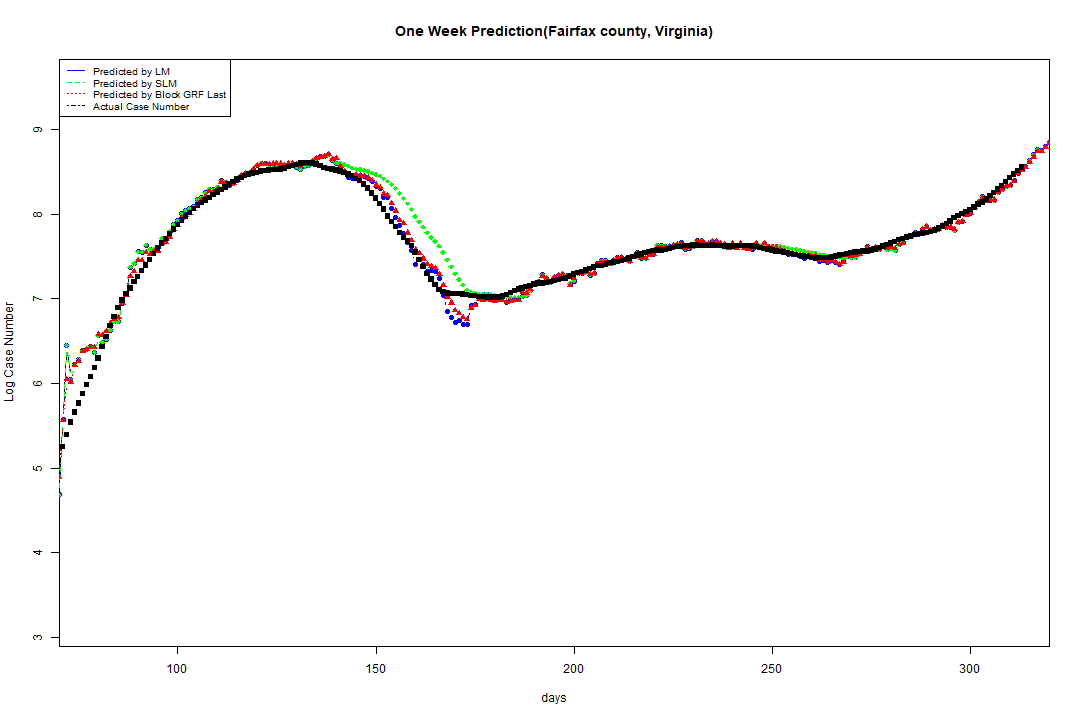 One Week Prediction(Fairfax county, Virginia)
Predicted by LM
Predicted by SLM
Predicted by Block GRF Last
Actual Case Number
9
8
7
6
5
4
3
Log Case Number
100 150 200 250 300
days